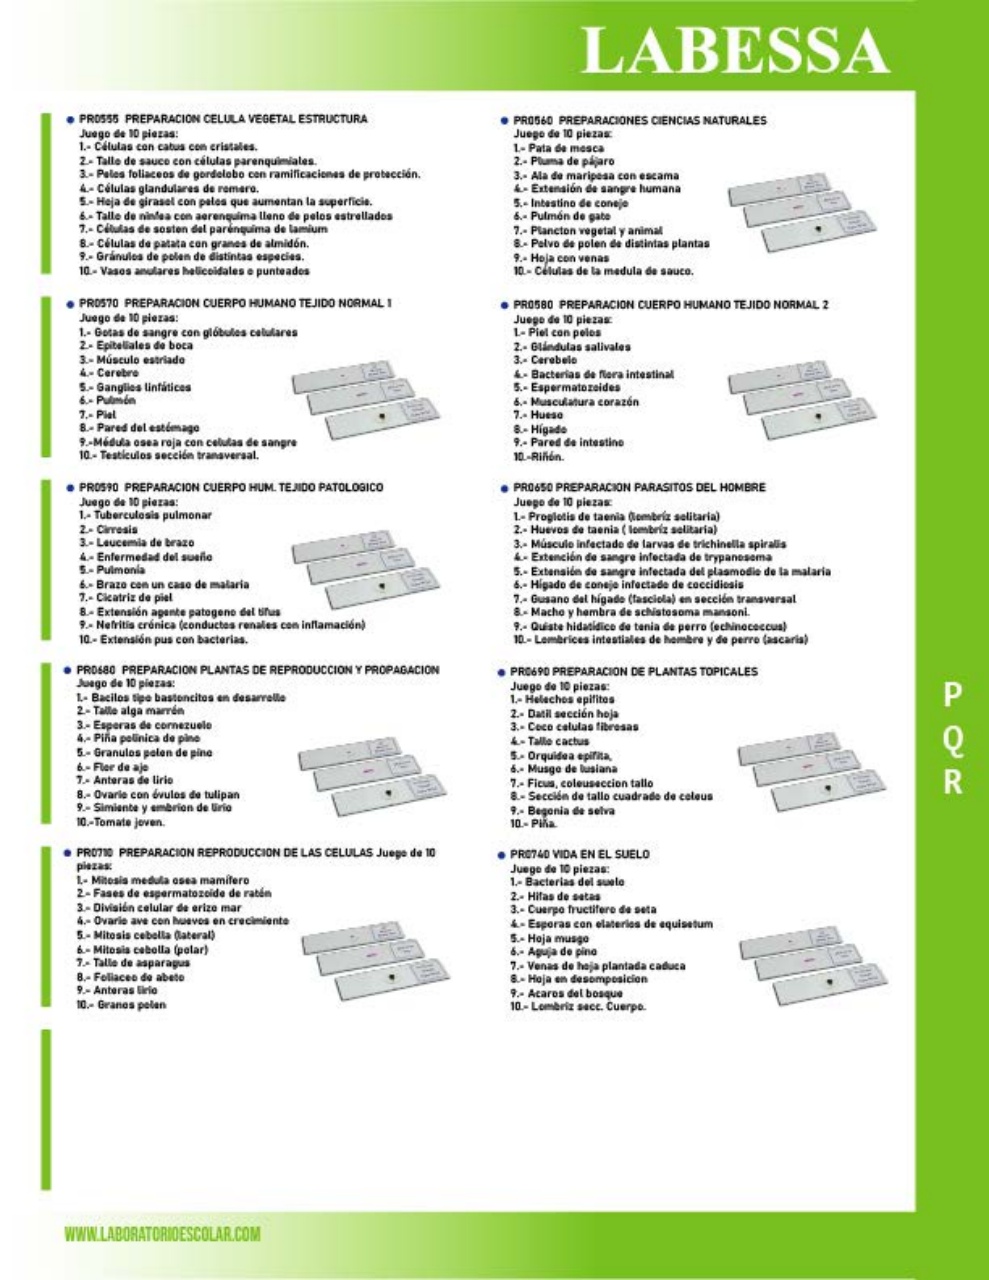 LABESSA
PR0555 PREPARACION CELULA VEGETAL ESTRUCTURA
Juego de 10 piezas:
1.- Células con catus con cristales.
2.- Tallo de sauco con células parenquimiales.
3.- Pelos foliaceos de gordolobo con ramificaciones de protección.
4.- Células glandulares de romero.
5.- Hoja de girasol con pelos que aumentan la superficie.
6.- Tallo de ninfea con aerenquima lleno de pelos estrellados
7.- Células de sosten del parénquima de lamium
8.- Células de patata con granos de almidón.
9.- Gránulos de polen de distintas especies.
10.- Vasos anulares helicoidales o punteados
PR0570 PREPARACION CUERPO HUMANO TEJIDO NORMAL 1
Juego de 10 piezas:
1.- Gotas de sangre con glóbulos celulares
2.- Epiteliales de boca
3.- Músculo estriado
4.- Cerebro
5.- Ganglios linfáticos
6.- Pulmón
7.- Piel
8.- Pared del estómago
9.-Médula osea roja con celulas de sangre
10.- Testículos sección transversal.
PR0590 PREPARACION CUERPO HUM. TEJIDO PATOLOGICO
Juego de 10 piezas:
1.- Tuberculosis pulmonar
2.- Cirrosis
3.- Leucemia de brazo
4.- Enfermedad del sueño
5.- Pulmonía
6.- Brazo con un caso de malaria
7.- Cicatriz de piel
8.- Extensión agente patogeno del tifus
9.- Nefritis crónica (conductos renales con inflamación)
10.- Extensión pus con bacterias.
PR0680 PREPARACION PLANTAS DE REPRODUCCION Y PROPAGACION
Juego de 10 piezas:
1.- Bacilos tipo bastoncitos en desarrollo
2.- Tallo alga marrón
3.- Esporas de cornezuelo
4.- Piña polinica de pino
5.- Granulos polen de pino
6.- Flor de ajo
7.- Anteras de lirio
8.- Ovario con óvulos de tulipan
9.- Simiente y embrion de lirio
10.-Tomate joven.
PR0710 PREPARACION REPRODUCCION DE LAS CELULAS Juego de 10
piezas:
1.- Mitosis medula osea mamífero
2.- Fases de espermatozoide de ratón
3.- División celular de erizo mar
4.- Ovario ave con huevos en crecimiento
5.- Mitosis cebolla (lateral)
6.- Mitosis cebolla (polar)
7.- Tallo de asparagus
8.- Foliaceo de abeto
9.- Anteras lirio
10.- Granos polen
PR0560 PREPARACIONES CIENCIAS NATURALES
Juego de 10 piezas:
1.- Pata de mosca
2.- Pluma de pájaro
3.- Ala de mariposa con escama
4.- Extensión de sangre humana
5.- Intestino de conejo
6.- Pulmón de gato
7.- Plancton vegetal y animal
8.- Polvo de polen de distintas plantas
9.- Hoja con venas
10.- Células de la medula de sauco.
PR0580 PREPARACION CUERPO HUMANO TEJIDO NORMAL 2
Juego de 10 piezas:
1.- Piel con pelos
2.- Glándulas salivales
3.- Cerebelo
4.- Bacterias de flora intestinal
5.- Espermatozoides
6.- Musculatura corazón
7.- Hueso
8.- Hígado
9.- Pared de intestino
10.-Riñón.
PR0650 PREPARACION PARASITOS DEL HOMBRE
Juego de 10 piezas:
1.- Proglotis de taenia (lombríz solitaria)
2.- Huevos de taenia ( lombríz solitaria)
3.- Músculo infectado de larvas de trichinella spiralis
4.- Extención de sangre infectada de trypanosoma
5.- Extensión de sangre infectada del plasmodio de la malaria
6.- Hígado de conejo infectado de coccidiosis
7.- Gusano del hígado (fasciola) en sección transversal
8.- Macho y hembra de schistosoma mansoni.
9.- Quiste hidatídico de tenia de perro (echinococcus)
10.- Lombrices intestiales de hombre y de perro (ascaris)
PR0690 PREPARACION DE PLANTAS TOPICALES
Juego de 10 piezas:
1.- Helechos epifitos
2.- Datil sección hoja
3.- Coco celulas fibrosas
4.- Tallo cactus
5.- Orquidea epifita,
6.- Musgo de lusiana
7.- Ficus, coleuseccion tallo
8.- Sección de tallo cuadrado de coleus
9.- Begonia de selva
10.- Piña.
PR0740 VIDA EN EL SUELO
Juego de 10 piezas:
1.- Bacterias del suelo
2.- Hifas de setas
3.- Cuerpo fructifero de seta
4.- Esporas con elaterios de equisetum
5.- Hoja musgo
6.- Aguja de pino
7.- Venas de hoja plantada caduca
8.- Hoja en desomposicion
9.- Acaros del bosque
10.- Lombriz secc. Cuerpo.
P
Q
R
WWW.LABORATORIOESCOLAR.COM